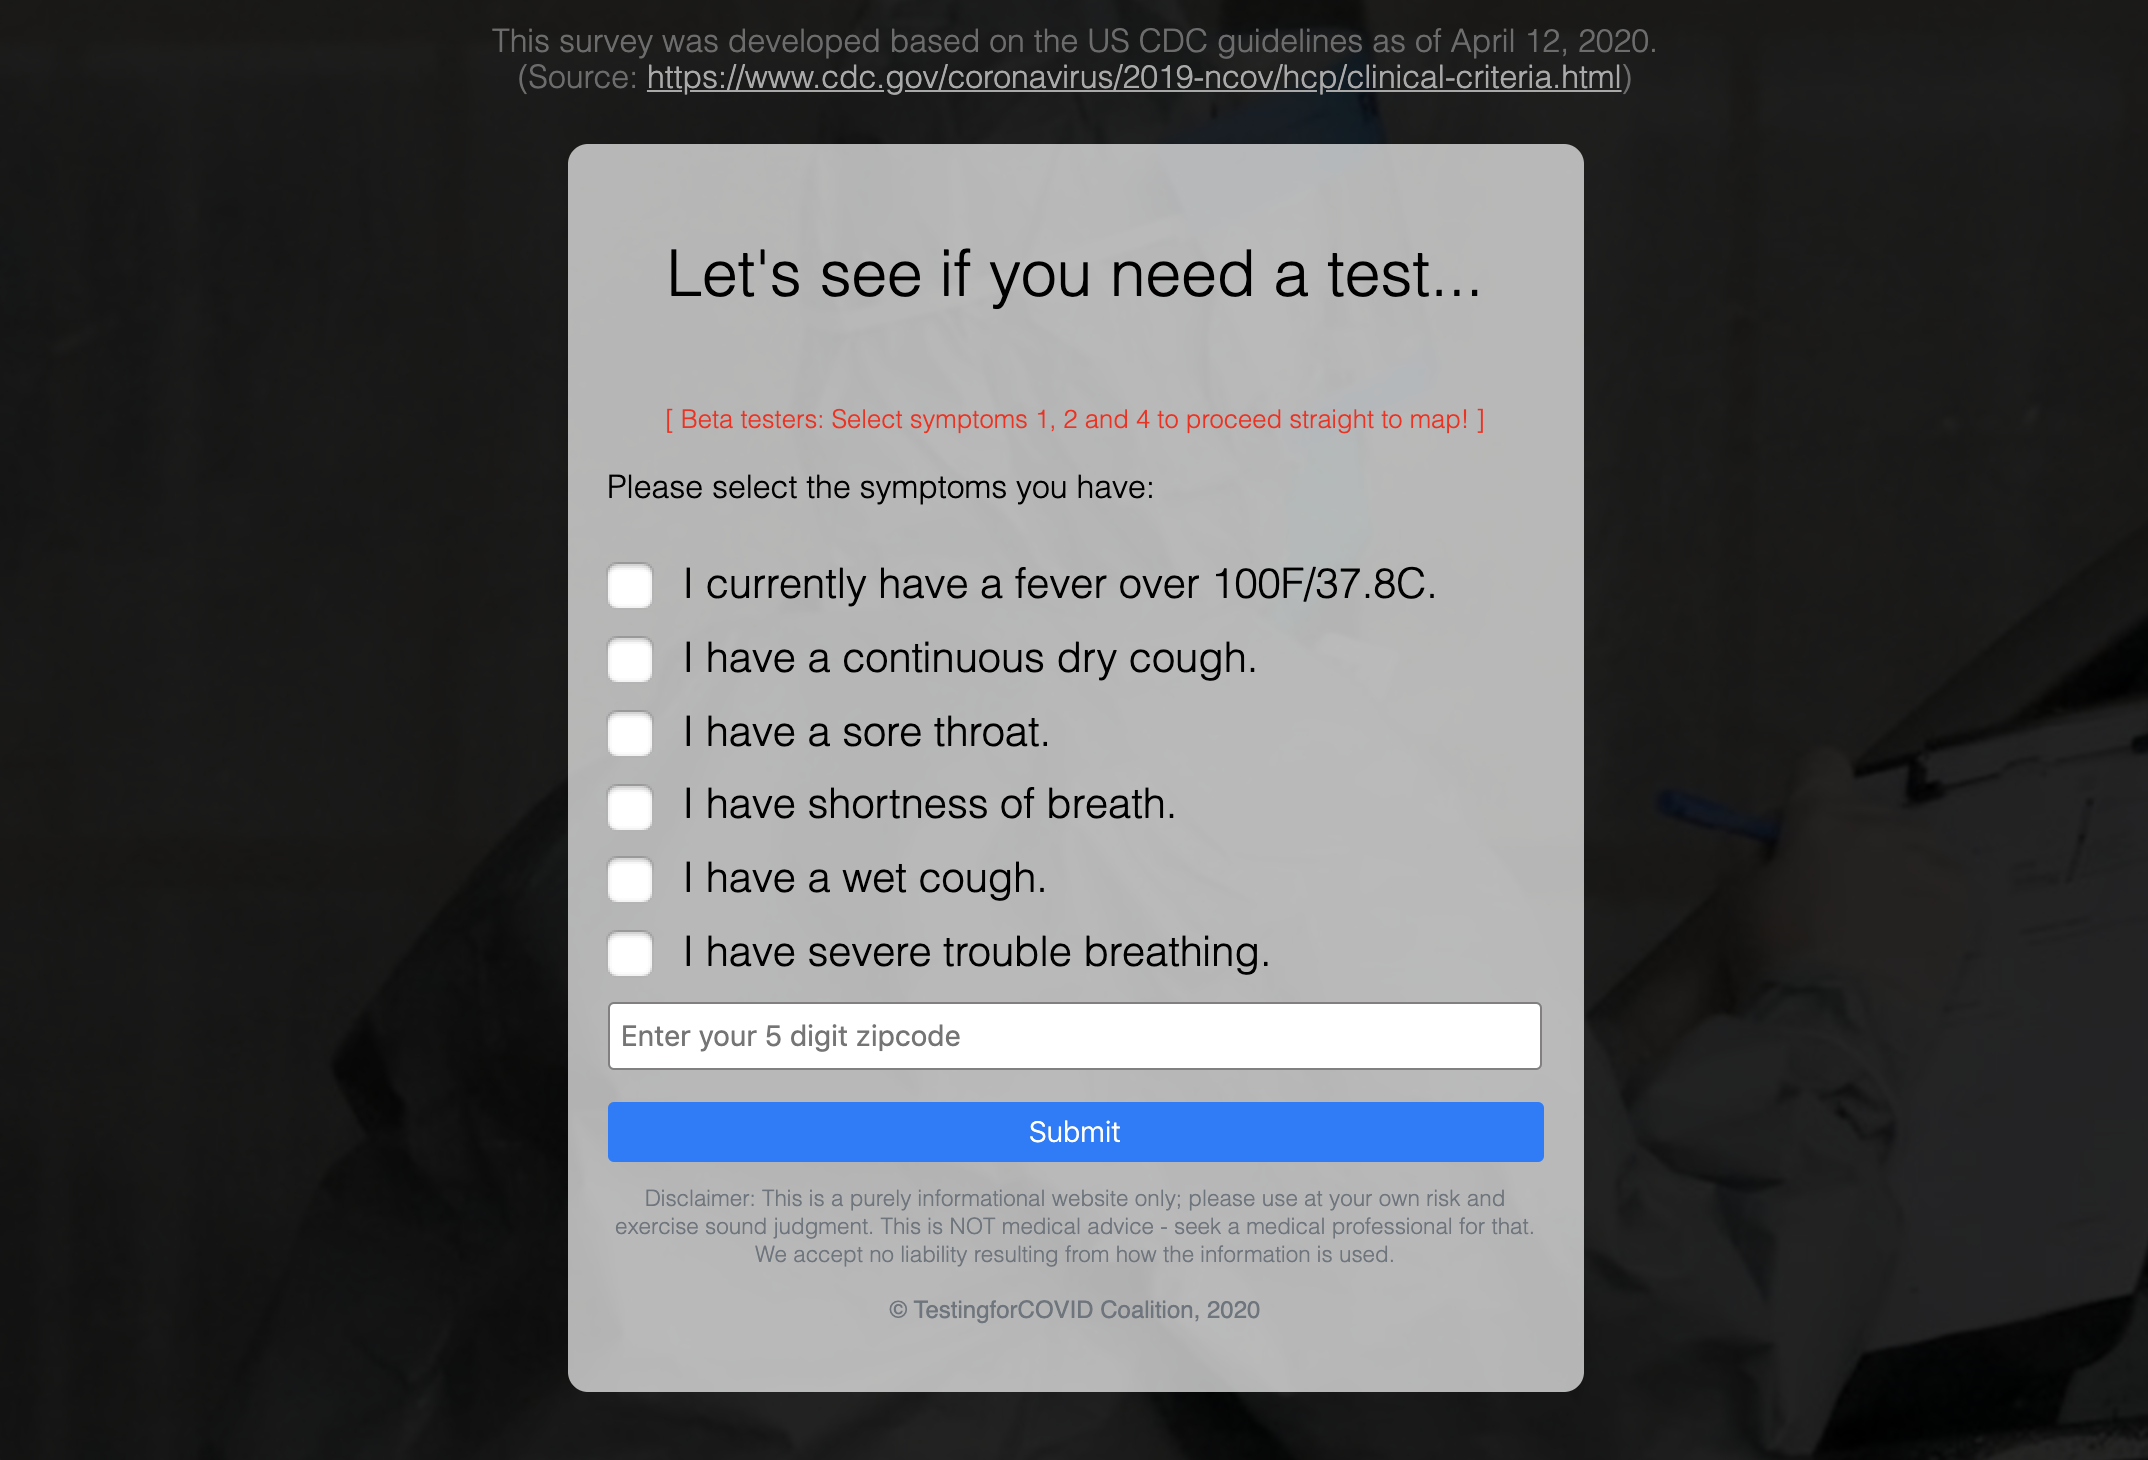 This survey was developed based on the US CDC guidelines as of April 12, 2020.
(Source: https://www.cdc.gov/coronavirus/2019-ncov/hcp/clinical-criteria.html)
Let's see if you need a test...
[ Beta testers: Select symptoms 1, 2 and 4 to proceed straight to map! ]
Please select the symptoms you have:
I currently have a fever over 100F/37.8C.
I have a continuous dry cough.
I have a sore throat.
I have shortness of breath.
I have a wet cough.
I have severe trouble breathing.
Enter your 5 digit zipcode
Submit
Disclaimer: This is a purely informational website only; please use at your own risk and
exercise sound judgment. This is NOT medical advice - seek a medical professional for that.
We accept no liability resulting from how the information is used.
© TestingforCOVID Coalition, 2020